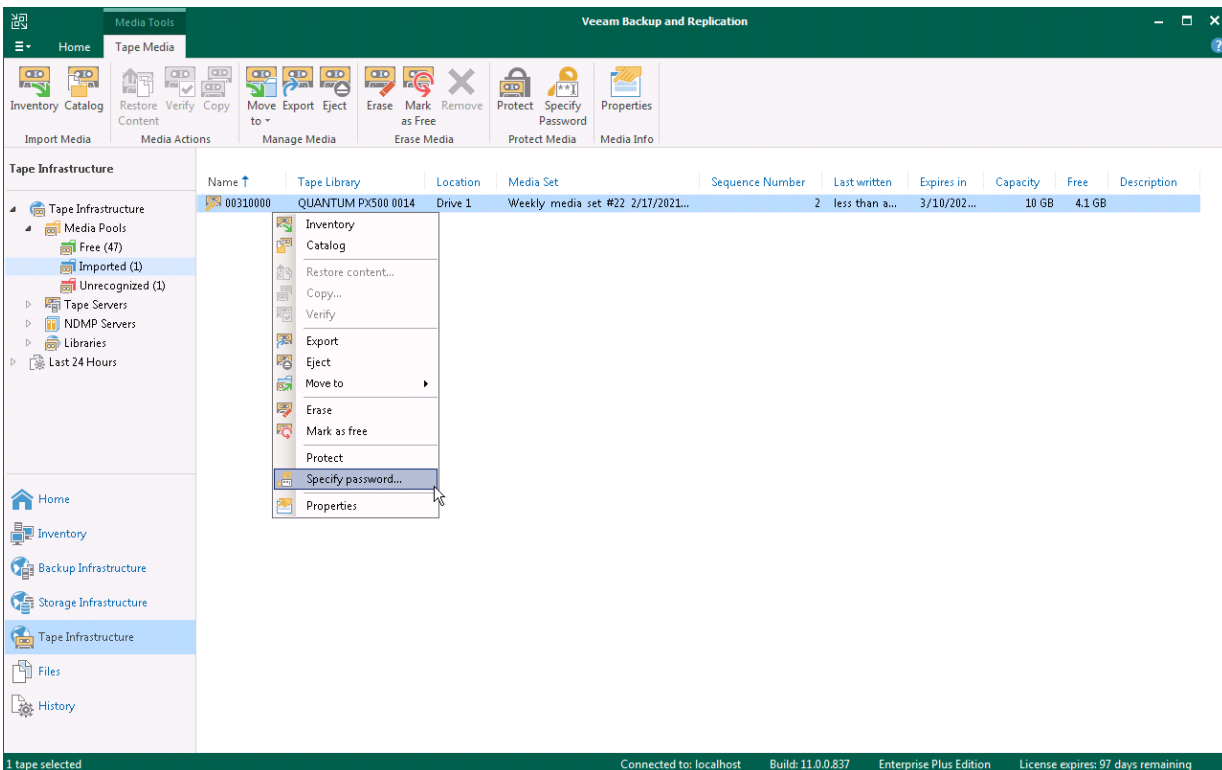 Media Tools
Veeam Backup and Replication
Home
Tape Media
Inventory Catalog Restore Content Verify Copy Move to Export Eject Erase Mark as Free Remove Protect Specify Password Properties
Import Media Media Actions Manage Media Erase Media Protect Media Media Info
Tape Infrastructure
Name Tape Library Location Media Set Sequence Number Last written Expires in Capacity Free Description
00310000 QUANTUM PX500 0014 Drive 1 Weekly media set #22 2/17/2021... 2 less than a... 3/10/202... 10 GB 4.1 GB
Tape Infrastructure
Media Pools
Free (47)
Imported (1)
Unrecognized (1)
Tape Servers
NDMP Servers
Libraries
Last 24 Hours
Inventory
Catalog
Restore content...
Copy...
Verify
Export
Eject
Move to
Erase
Mark as free
Protect
Specify password...
Properties
Home
Inventory
Backup Infrastructure
Storage Infrastructure
Tape Infrastructure
Files
History
1 tape selected
Connected to: localhost Build: 11.0.0.837 Enterprise Plus Edition License expires: 97 days remaining